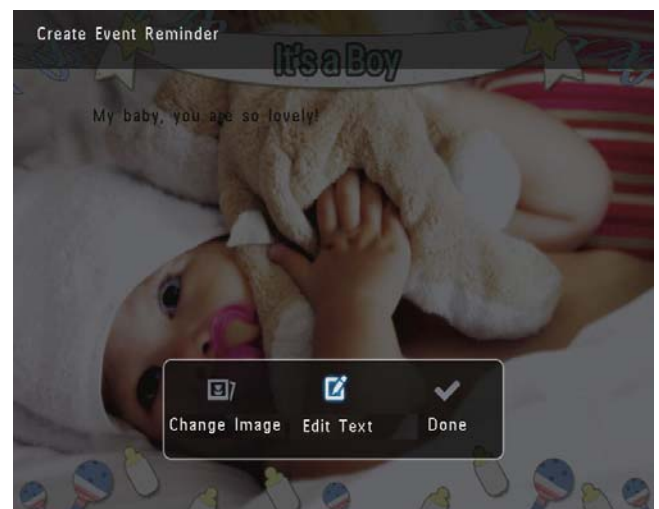 Create Event Reminder
It's a Boy
My baby, you are so lovely!
Change Image Edit Text Done